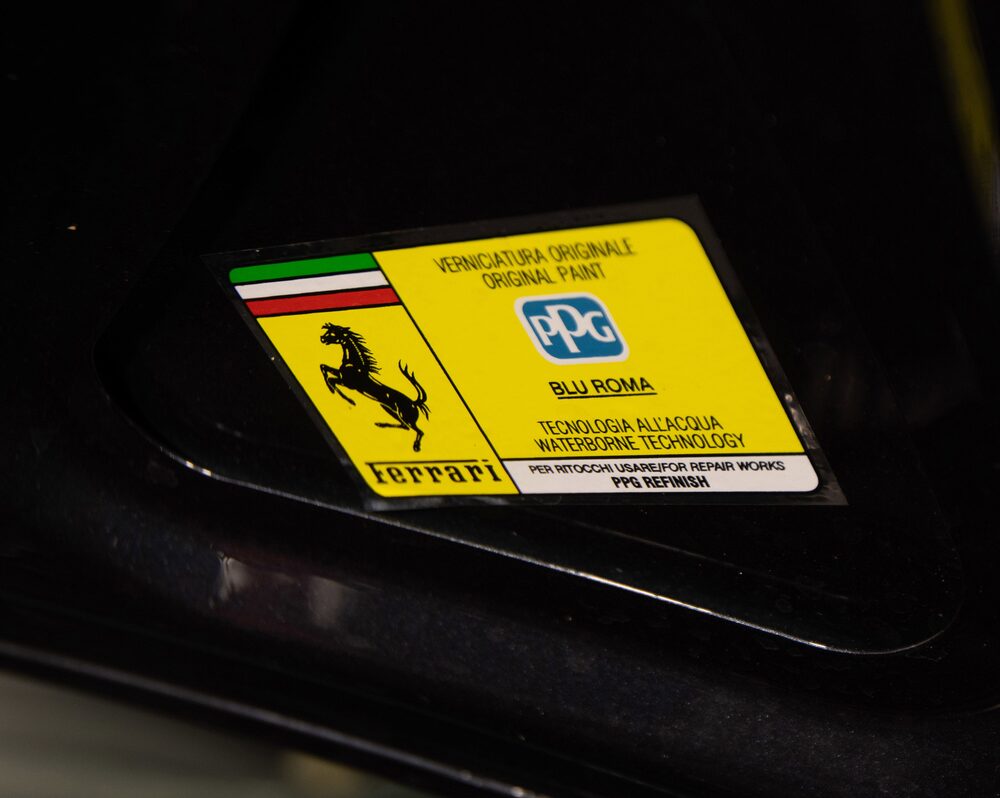 VERNICIATURA ORIGINALE
ORIGINAL PAINT
PPG
BLU ROMA
TECNOLOGIA ALL'ACQUA
WATERBORNE TECHNOLOGY
Ferrari
PER RITOCCHI USARE/FOR REPAIR WORKS
PPG REFINISH